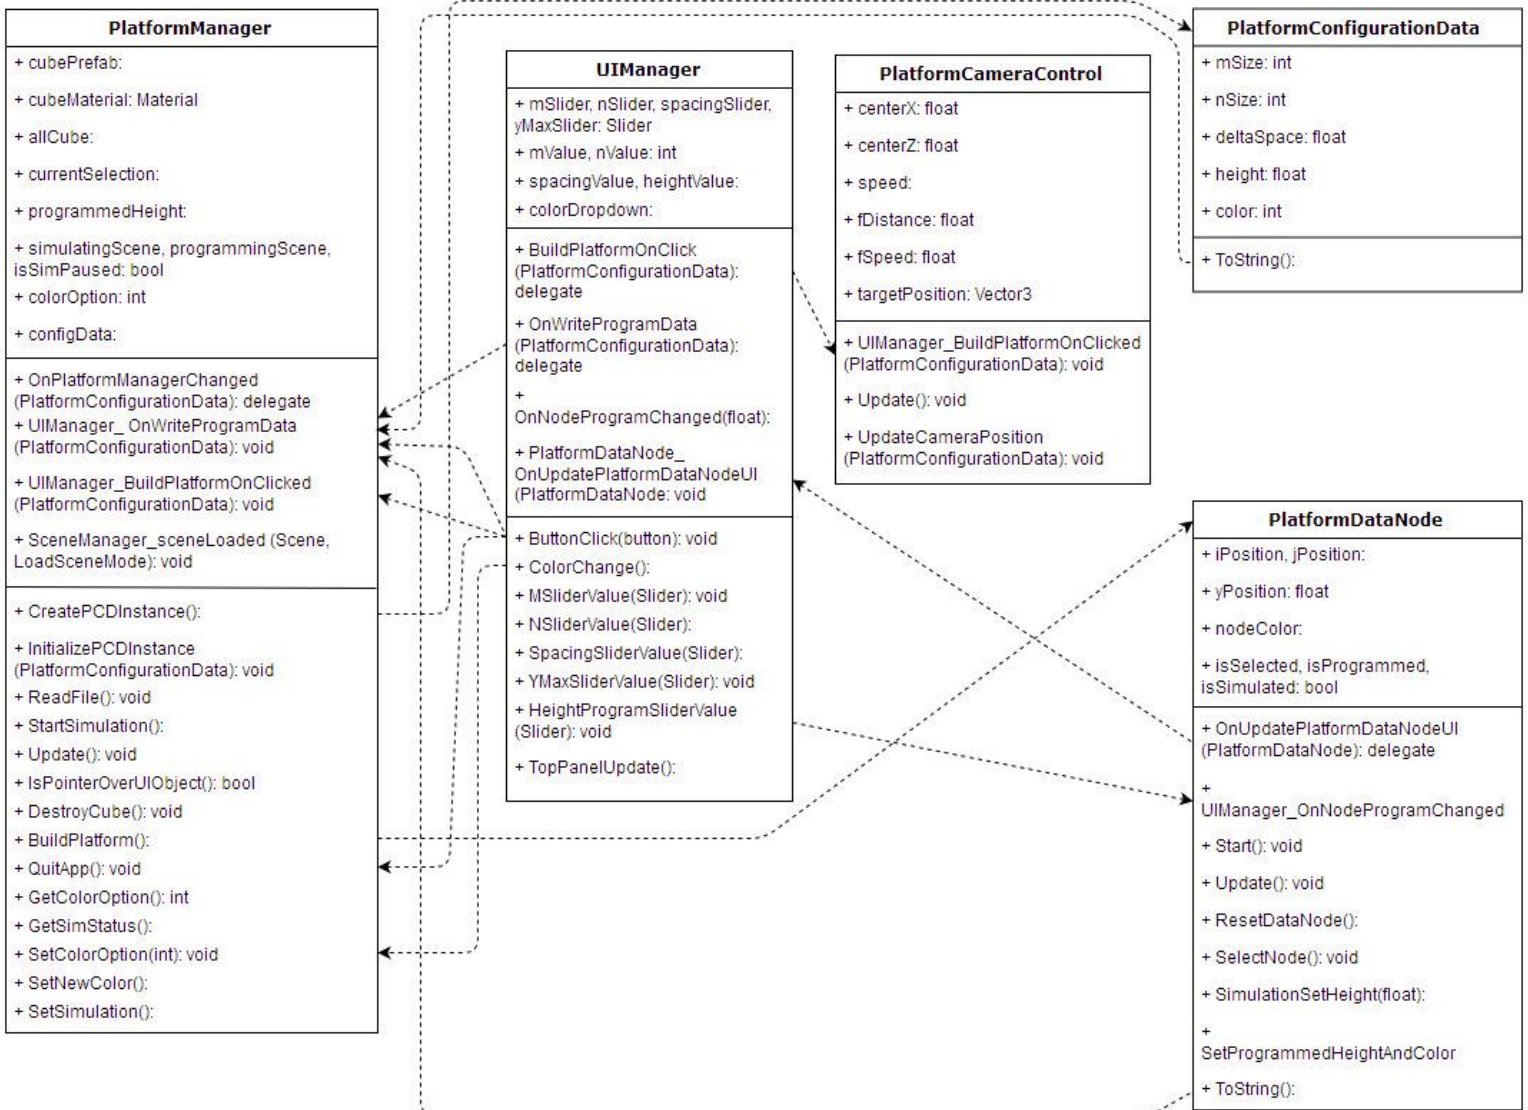 PlatformManager
+ cubePrefab:
+ cubeMaterial: Material
+ allCube:
+ currentSelection:
+ programmedHeight:
+ simulatingScene, programmingScene,
isSimPaused: bool
+ colorOption: int
+ configData:
+ OnPlatformManagerChanged
(PlatformConfigurationData): delegate
+ UIManager_ OnWriteProgramData
(PlatformConfigurationData): void
+ UIManager_BuildPlatformOnClicked
(PlatformConfigurationData): void
+ SceneManager_sceneLoaded (Scene,
LoadSceneMode): void
+ CreatePCDInstance():
+ InitializePCDInstance
(PlatformConfigurationData): void
+ ReadFile(): void
+ StartSimulation():
+ Update(): void
+ IsPointerOverUIObject(): bool
+ DestroyCube(): void
+ BuildPlatform():
+ QuitApp(): void
+ GetColorOption(): int
+ GetSimStatus():
+ SetColorOption(int): void
+ SetNewColor():
+ SetSimulation():
UIManager
+ mSlider, nSlider, spacingSlider,
yMaxSlider: Slider
+ mValue, nValue: int
+ spacingValue, heightValue:
+ colorDropdown:
+ BuildPlatformOnClick
(PlatformConfigurationData):
delegate
+ OnWriteProgramData
(PlatformConfigurationData):
delegate
+
OnNodeProgramChanged(float):
+ PlatformDataNode_
OnUpdatePlatformDataNodeUI
(PlatformDataNode: void
+ ButtonClick(button): void
+ ColorChange():
+ MSliderValue(Slider): void
+ NSliderValue(Slider):
+ SpacingSliderValue(Slider):
+ YMaxSliderValue(Slider): void
+ HeightProgramSliderValue
(Slider): void
+ TopPanelUpdate():
PlatformCameraControl
+ centerX: float
+ centerZ: float
+ speed:
+ fDistance: float
+ fSpeed: float
+ targetPosition: Vector3
+ UIManager_BuildPlatformOnClicked
(PlatformConfigurationData): void
+ Update(): void
+ UpdateCameraPosition
(PlatformConfigurationData): void
PlatformConfigurationData
+ mSize: int
+ nSize: int
+ deltaSpace: float
+ height: float
+ color: int
+ ToString():
PlatformDataNode
+ iPosition, jPosition:
+ yPosition: float
+ nodeColor:
+ isSelected, isProgrammed,
isSimulated: bool
+ OnUpdatePlatformDataNodeUI
(PlatformDataNode): delegate
+
UIManager_OnNodeProgramChanged
+ Start(): void
+ Update(): void
+ ResetDataNode():
+ SelectNode(): void
+ SimulationSetHeight(float):
+
SetProgrammedHeightAndColor
+ ToString():